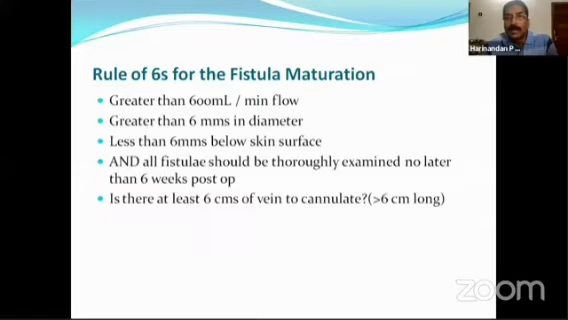 Harinandan P ...
Rule of 6s for the Fistula Maturation
• Greater than 600mL / min flow
• Greater than 6 mms in diameter
• Less than 6mms below skin surface
• AND all fistulae should be thoroughly examined no later
than 6 weeks post op
• Is there at least 6 cms of vein to cannulate?(>6 cm long)
zoom